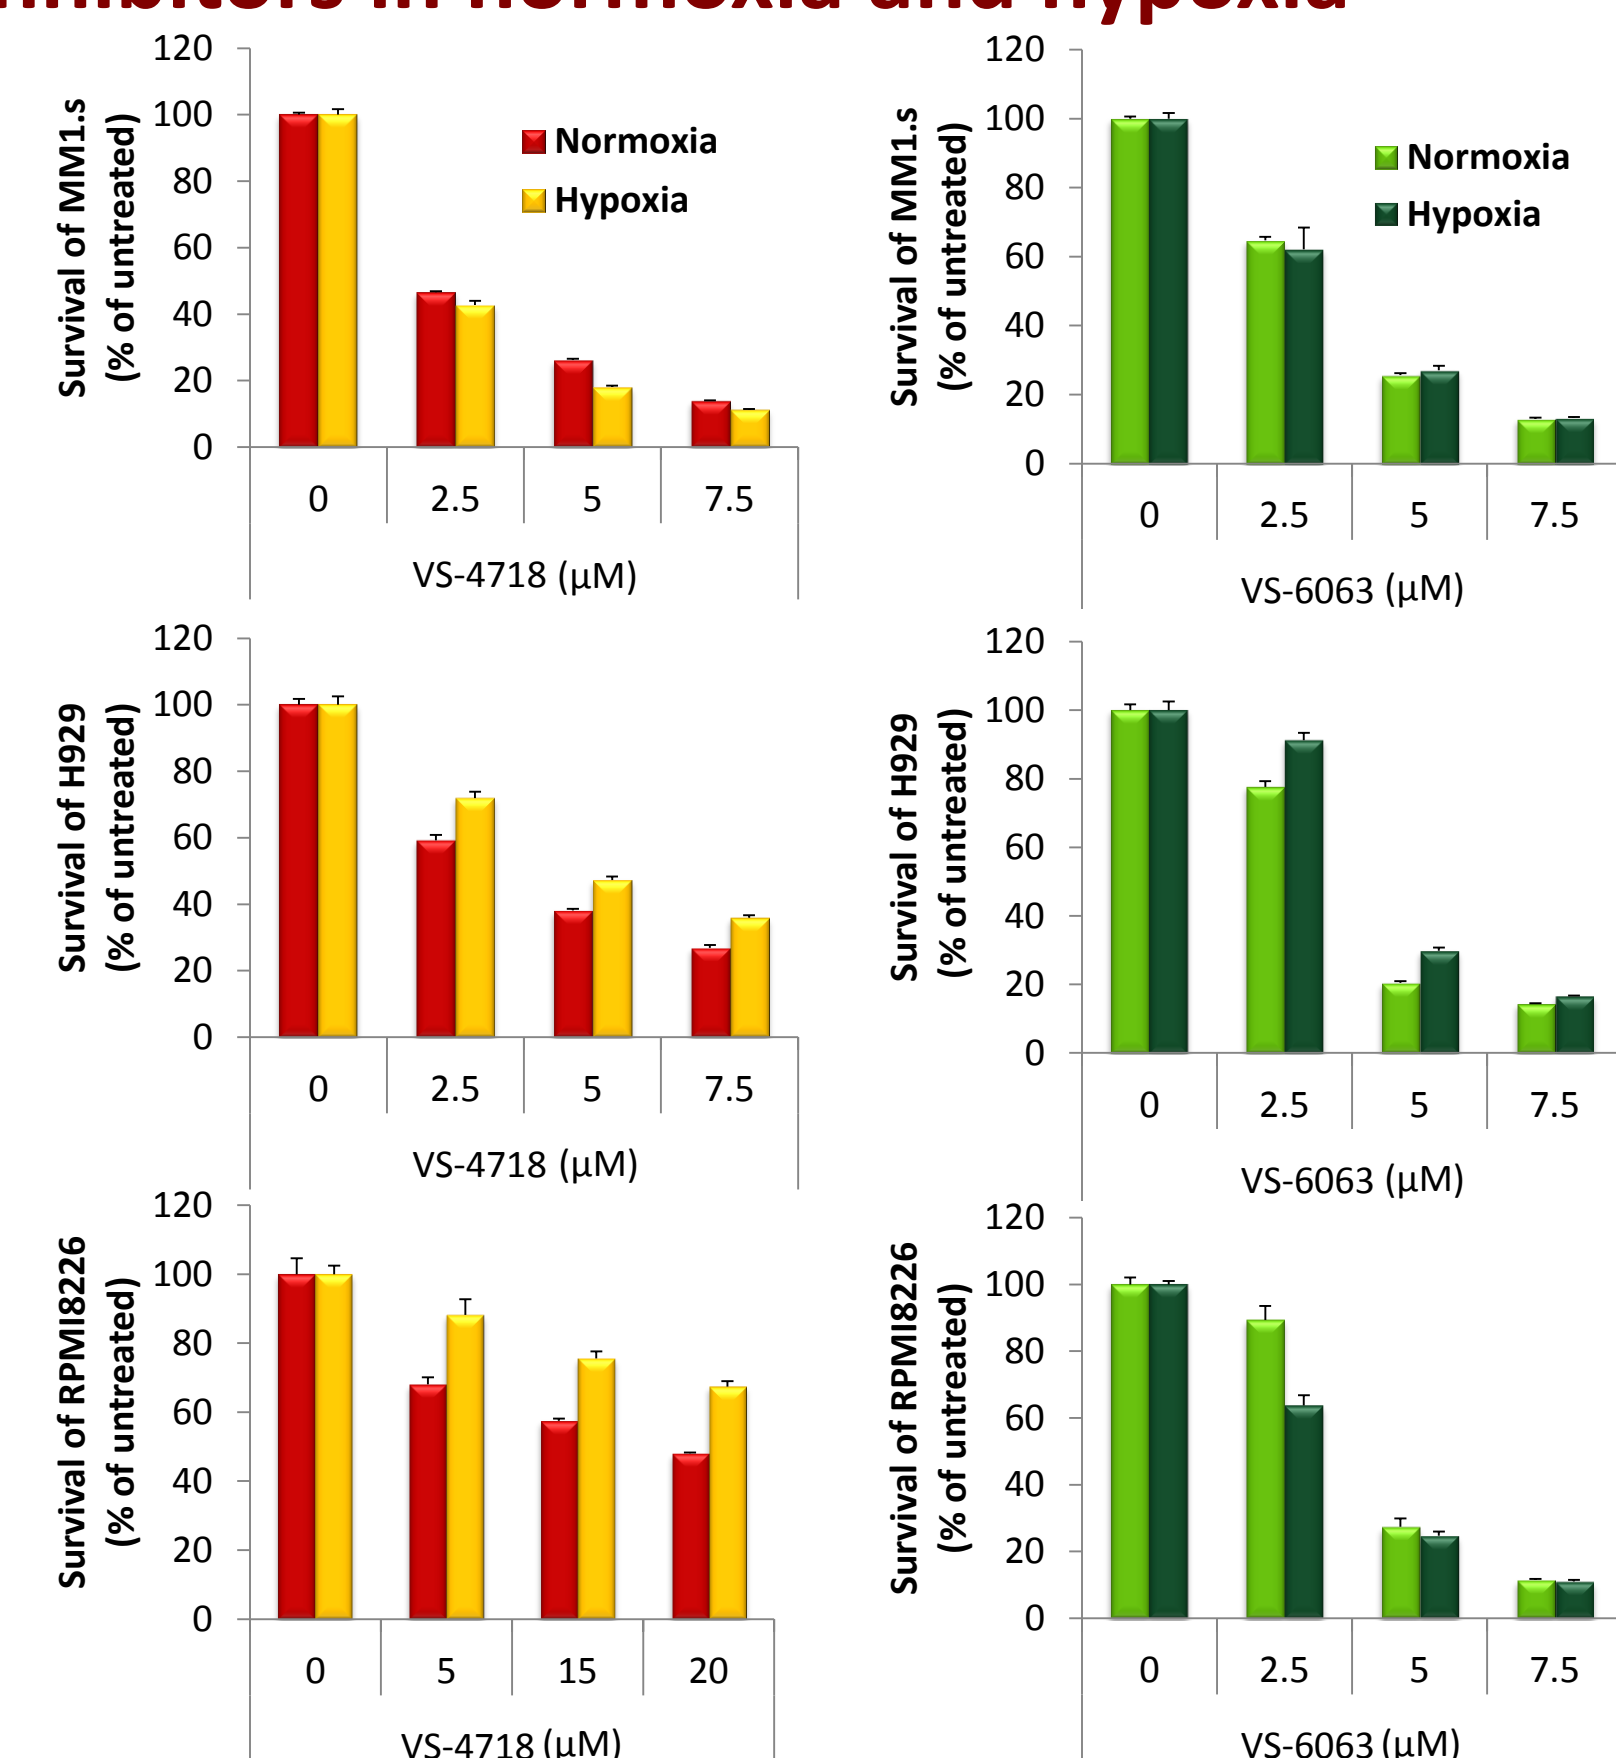 inhibitors in normoxia and hypoxia
120
100
80
60
40
20
0
Survival of MM1.s
(% of untreated)
Normoxia
Hypoxia
0 2.5 5 7.5
VS-4718 (µM)
120
100
80
60
40
20
0
Survival of MM1.s
(% of untreated)
Normoxia
Hypoxia
0 2.5 5 7.5
VS-6063 (µM)
120
100
80
60
40
20
0
Survival of H929
(% of untreated)
0 2.5 5 7.5
VS-4718 (µM)
120
100
80
60
40
20
0
Survival of H929
(% of untreated)
0 2.5 5 7.5
VS-6063 (µM)
120
100
80
60
40
20
0
Survival of RPMI8226
(% of untreated)
0 5 15 20
VS-4718 (µM)
120
100
80
60
40
20
0
Survival of RPMI8226
(% of untreated)
0 2.5 5 7.5
VS-6063 (µM)